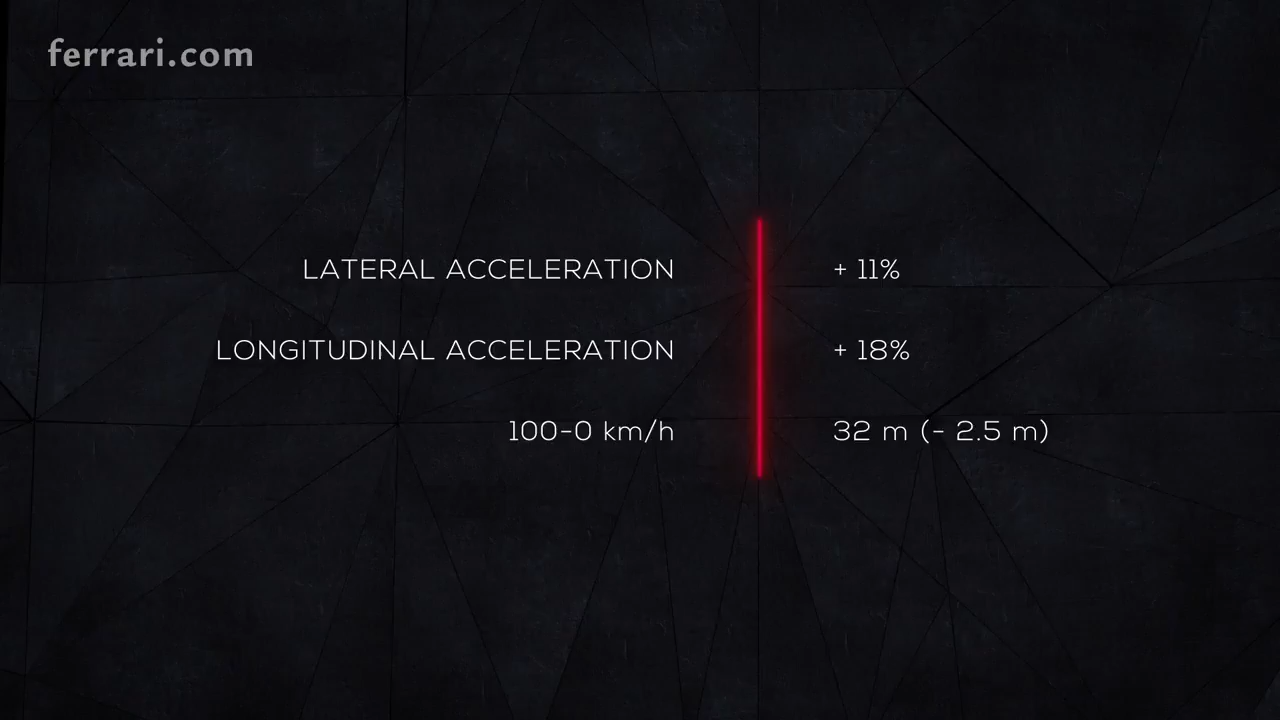 ferrari.com
LATERAL ACCELERATION + 11%
LONGITUDINAL ACCELERATION + 18%
100-0 km/h 32 m (- 2.5 m)